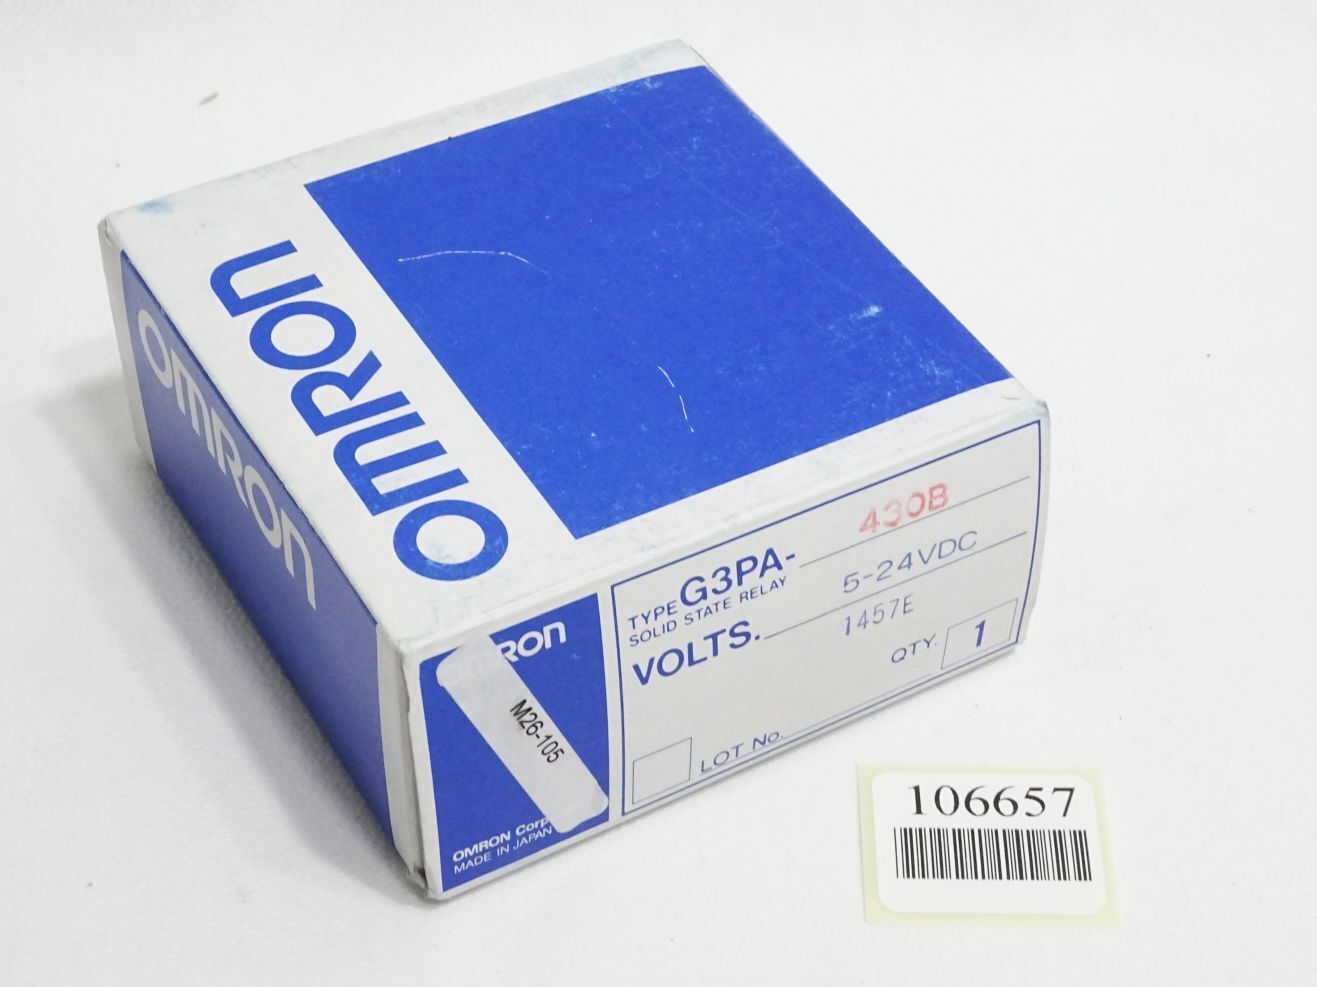 OMRON
OMRON
OMRON
M26-105
OMRON Corp
MADE IN JAPAN
TYPE G3PA- 430B
SOLID STATE RELAY
5-24VDC
VOLTS.
1457E
QTY. 1
LOT No.
106657